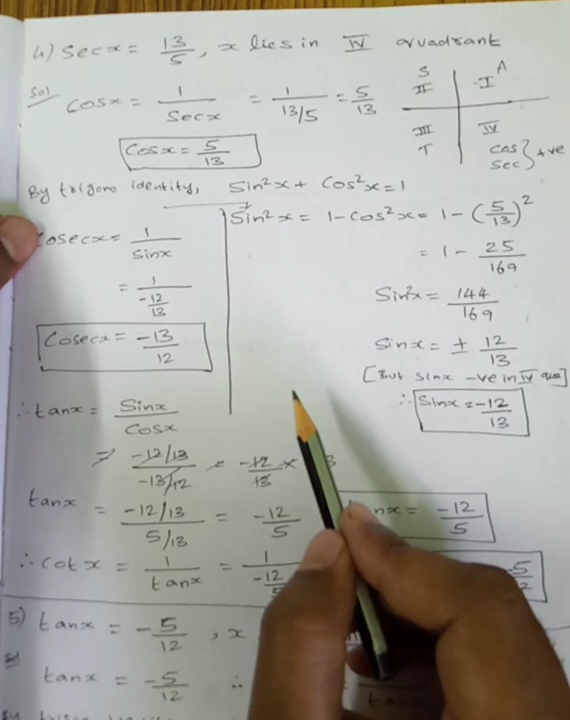 4) Secx = 13/5, x lies in IV quadrant
Sol
Cosx = 1/Secx = 1/13/5 = 5/13
S | A
II | I
III | IV
T | cos sec } +ve
Cosx = 5/13
By trigono identity, Sin²x + Cos²x = 1
Sin²x = 1 - cos²x = 1 - (5/13)²
= 1 - 25/169
Sin²x = 144/169
Sinx = ± 12/13
[But sinx -ve in IV qua]
∴ Sinx = -12/13
Cosecx = 1/sinx
= 1/-12/13
Cosecx = -13/12
∴ tanx = Sinx/Cosx
tanx = -12/13 / 5/13 = -12/5
nx = -12/5
∴ cotx = 1/tanx = 1/-12
5) tanx = -5/12, x
Sol
tanx = -5/12 ∴